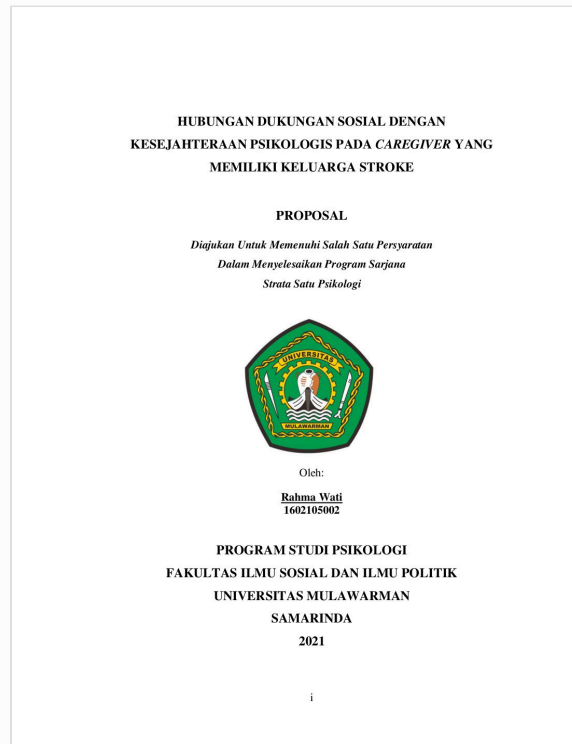 HUBUNGAN DUKUNGAN SOSIAL DENGAN
KESEJAHTERAAN PSIKOLOGIS PADA CAREGIVER YANG
MEMILIKI KELUARGA STROKE
PROPOSAL
Diajukan Untuk Memenuhi Salah Satu Persyaratan
Dalam Menyelesaikan Program Sarjana
Strata Satu Psikologi
UNIVERSITAS
MULAWARMAN
Oleh:
Rahma Wati
1602105002
PROGRAM STUDI PSIKOLOGI
FAKULTAS ILMU SOSIAL DAN ILMU POLITIK
UNIVERSITAS MULAWARMAN
SAMARINDA
2021
i